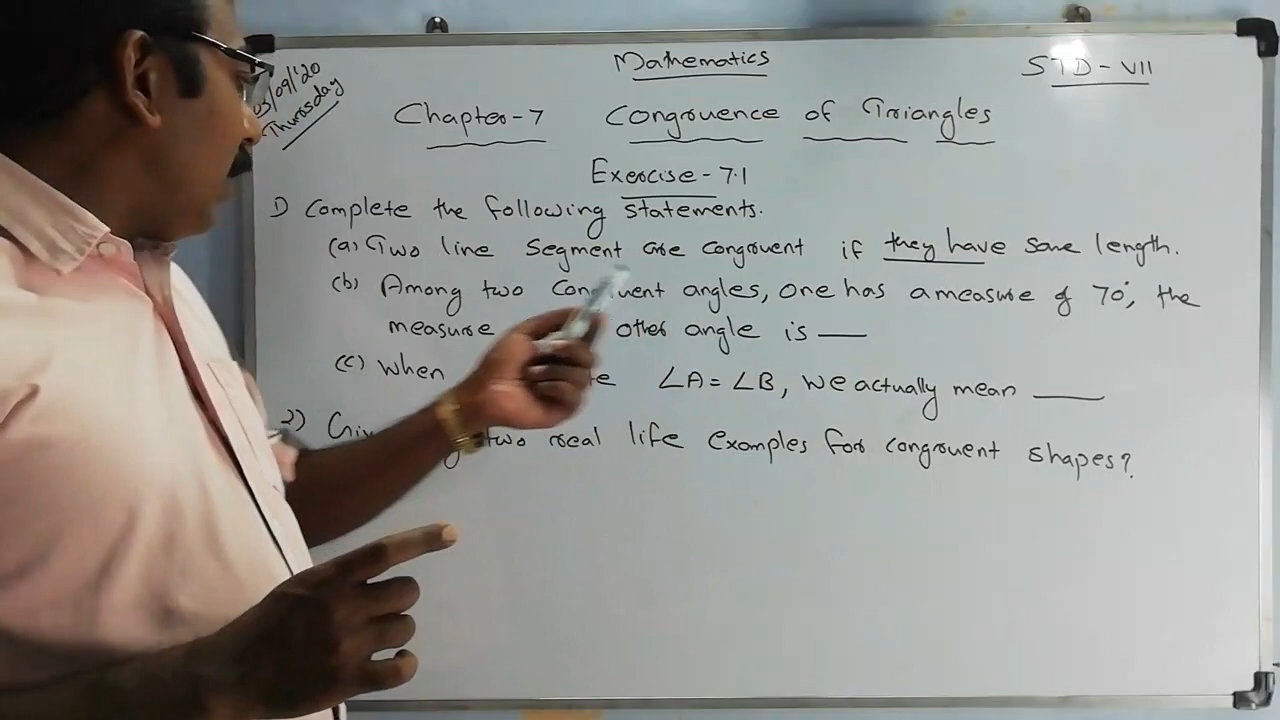 03/09/'20
Thursday
Mathematics
STD - VII
Chapter-7 Congruence of Triangles
Exercise - 7.1
1) Complete the following statements.
(a) Two line segment are congruent if they have same length.
(b) Among two angles, one has a measure of 70°, the
measure other angle is ___
(c) When ∠A = ∠B, we actually mean ___
2) two real life examples for congruent shapes?